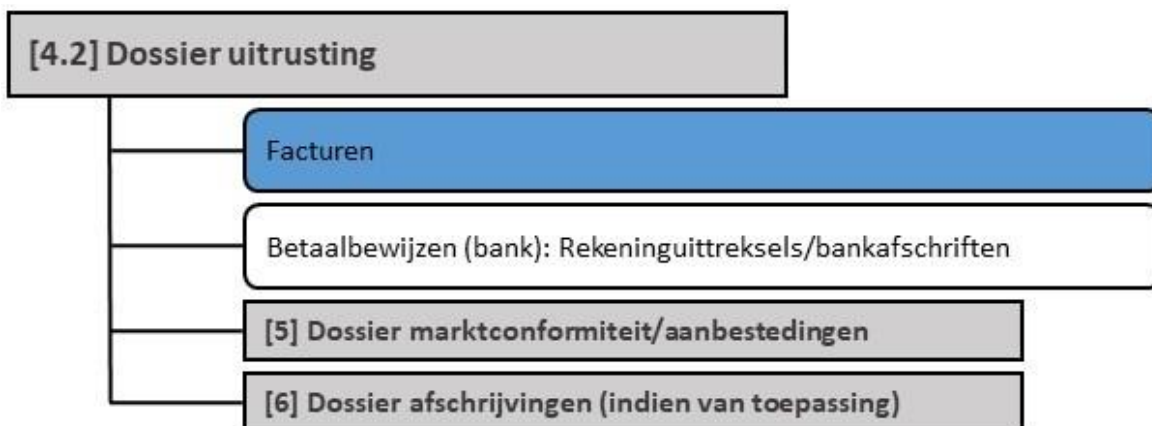 [4.2] Dossier uitrusting
Facturen
Betaalbewijzen (bank): Rekeninguittreksels/bankafschriften
[5] Dossier marktconformiteit/aanbestedingen
[6] Dossier afschrijvingen (indien van toepassing)